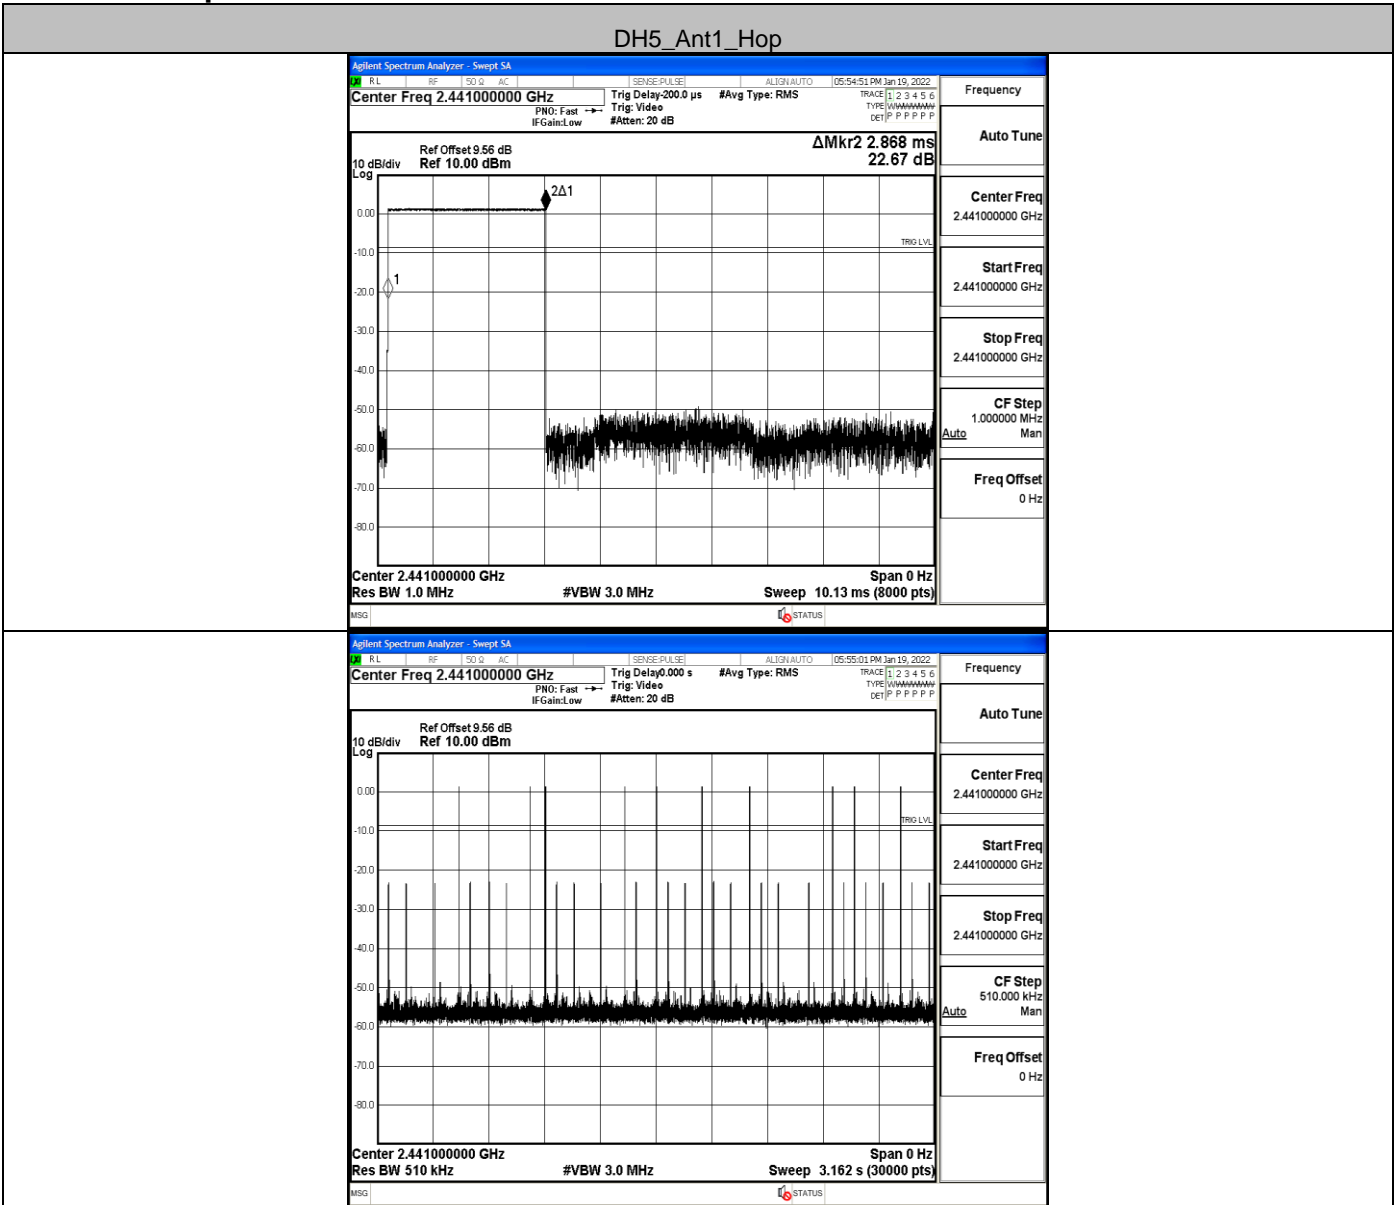 DH5_Ant1_Hop
Agilent Spectrum Analyzer - Swept SA
RL RF 50 Ω AC SENSE:PULSE ALIGNAUTO 05:54:51 PM Jan 19, 2022
Center Freq 2.441000000 GHz
PNO: Fast
IFGain:Low
Trig Delay-200.0 µs
Trig: Video
#Atten: 20 dB
#Avg Type: RMS
TRACE 1 2 3 4 5 6
TYPE
DET P P P P P P
ΔMkr2 2.868 ms
22.67 dB
Ref Offset 9.56 dB
10 dB/div Ref 10.00 dBm
Log
0.00
-10.0
-20.0
-30.0
-40.0
-50.0
-60.0
-70.0
-80.0
2Δ1
1
TRIG LVL
Center 2.441000000 GHz Span 0 Hz
Res BW 1.0 MHz #VBW 3.0 MHz Sweep 10.13 ms (8000 pts)
MSG STATUS
Frequency
Auto Tune
Center Freq
2.441000000 GHz
Start Freq
2.441000000 GHz
Stop Freq
2.441000000 GHz
CF Step
1.000000 MHz
Auto Man
Freq Offset
0 Hz
Agilent Spectrum Analyzer - Swept SA
RL RF 50 Ω AC SENSE:PULSE ALIGNAUTO 05:55:01 PM Jan 19, 2022
Center Freq 2.441000000 GHz
PNO: Fast
IFGain:Low
Trig Delay0.000 s
Trig: Video
#Atten: 20 dB
#Avg Type: RMS
TRACE 1 2 3 4 5 6
TYPE
DET P P P P P P
Ref Offset 9.56 dB
10 dB/div Ref 10.00 dBm
Log
0.00
-10.0
-20.0
-30.0
-40.0
-50.0
-60.0
-70.0
-80.0
TRIG LVL
Center 2.441000000 GHz Span 0 Hz
Res BW 510 kHz #VBW 3.0 MHz Sweep 3.162 s (30000 pts)
MSG STATUS
Frequency
Auto Tune
Center Freq
2.441000000 GHz
Start Freq
2.441000000 GHz
Stop Freq
2.441000000 GHz
CF Step
510.000 kHz
Auto Man
Freq Offset
0 Hz